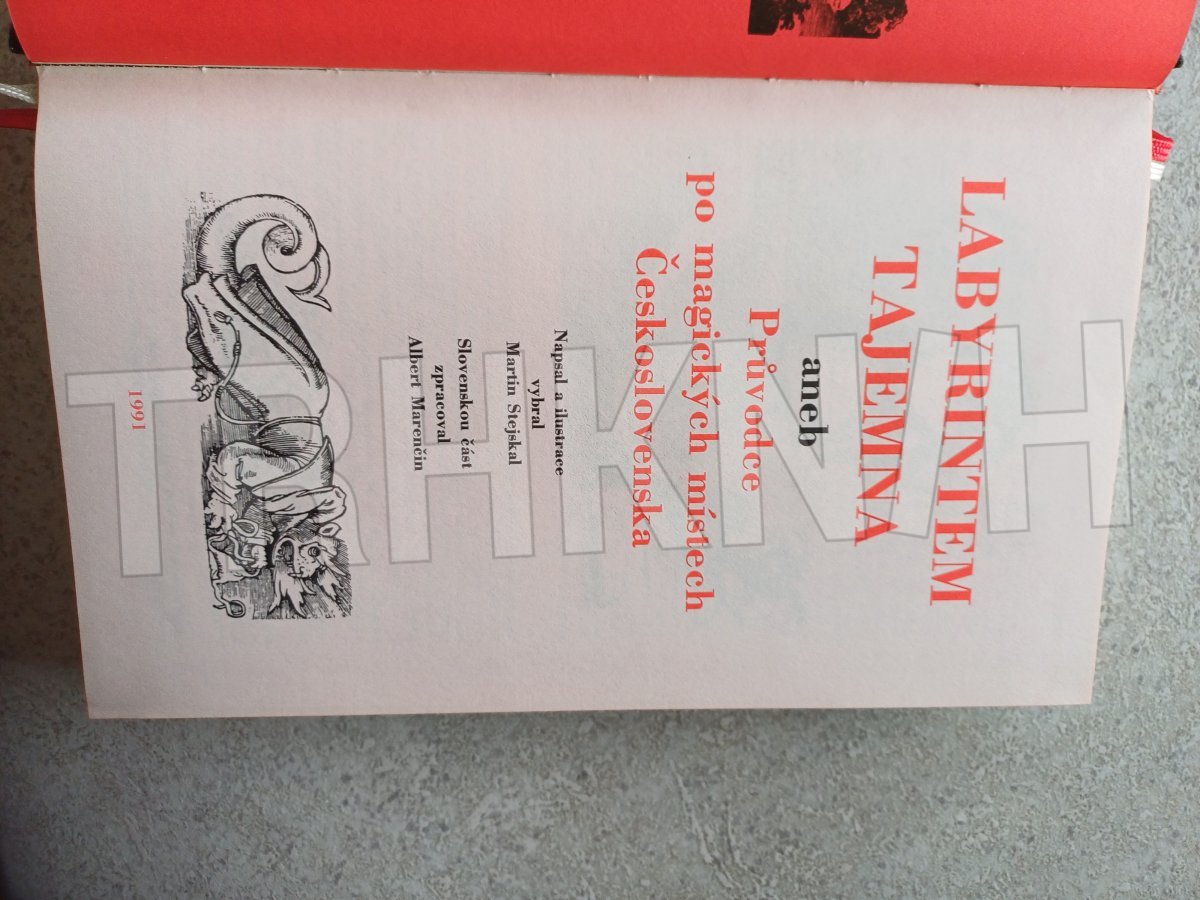 LABYRINTEM
TAJEMNA
aneb
Průvodce
po magických místech
Československa
Napsal a ilustrace
vybral
Martin Stejskal
Slovenskou část
zpracoval
Albert Marenčin
1991
TRHKNIH